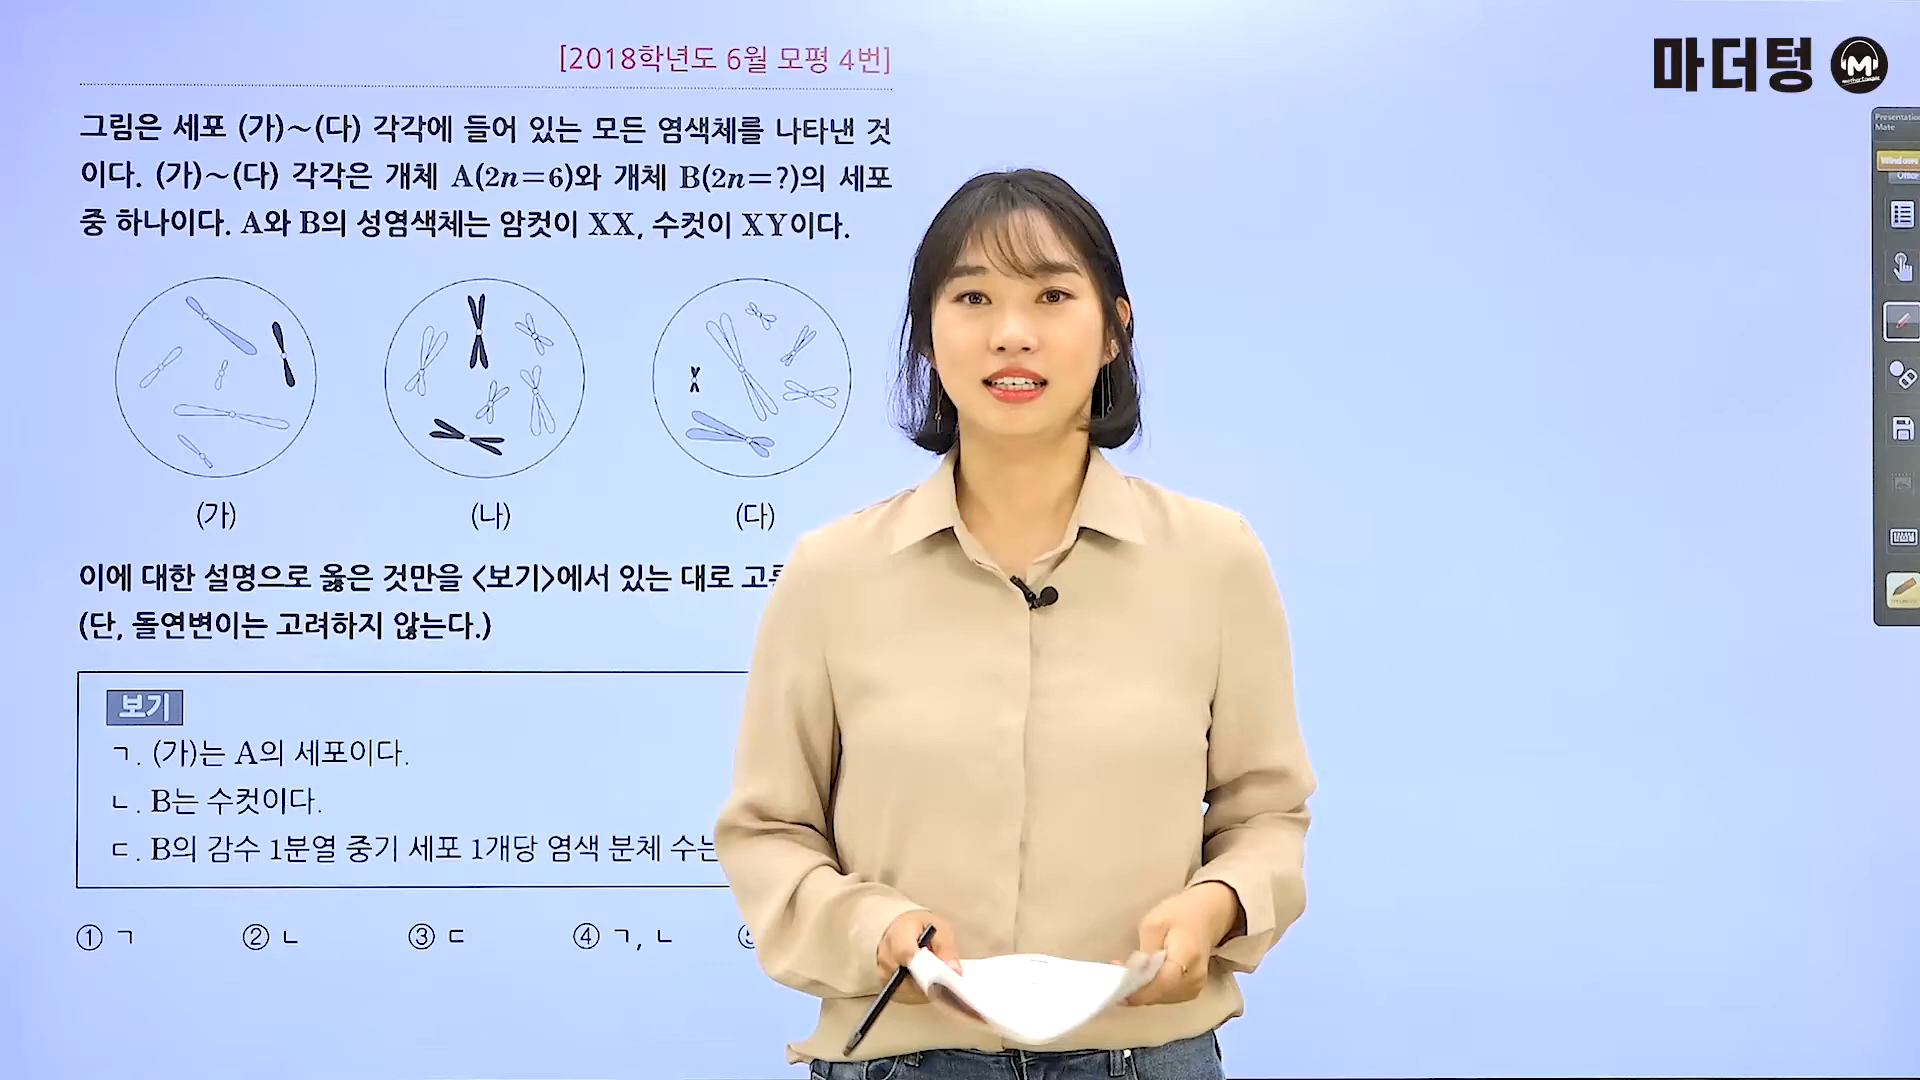 [2018학년도 6월 모평 4번]
마더텅
M
Presentation
Mate
Windows
그림은 세포 (가)~(다) 각각에 들어 있는 모든 염색체를 나타낸 것
이다. (가)~(다) 각각은 개체 A(2n=6)와 개체 B(2n=?)의 세포
중 하나이다. A와 B의 성염색체는 암컷이 XX, 수컷이 XY이다.
(가) (나) (다)
이에 대한 설명으로 옳은 것만을 <보기>에서 있는 대로
(단, 돌연변이는 고려하지 않는다.)
보기
ㄱ. (가)는 A의 세포이다.
ㄴ. B는 수컷이다.
ㄷ. B의 감수 1분열 중기 세포 1개당 염색 분체 수는
① ㄱ ② ㄴ ③ ㄷ ④ ㄱ, ㄴ